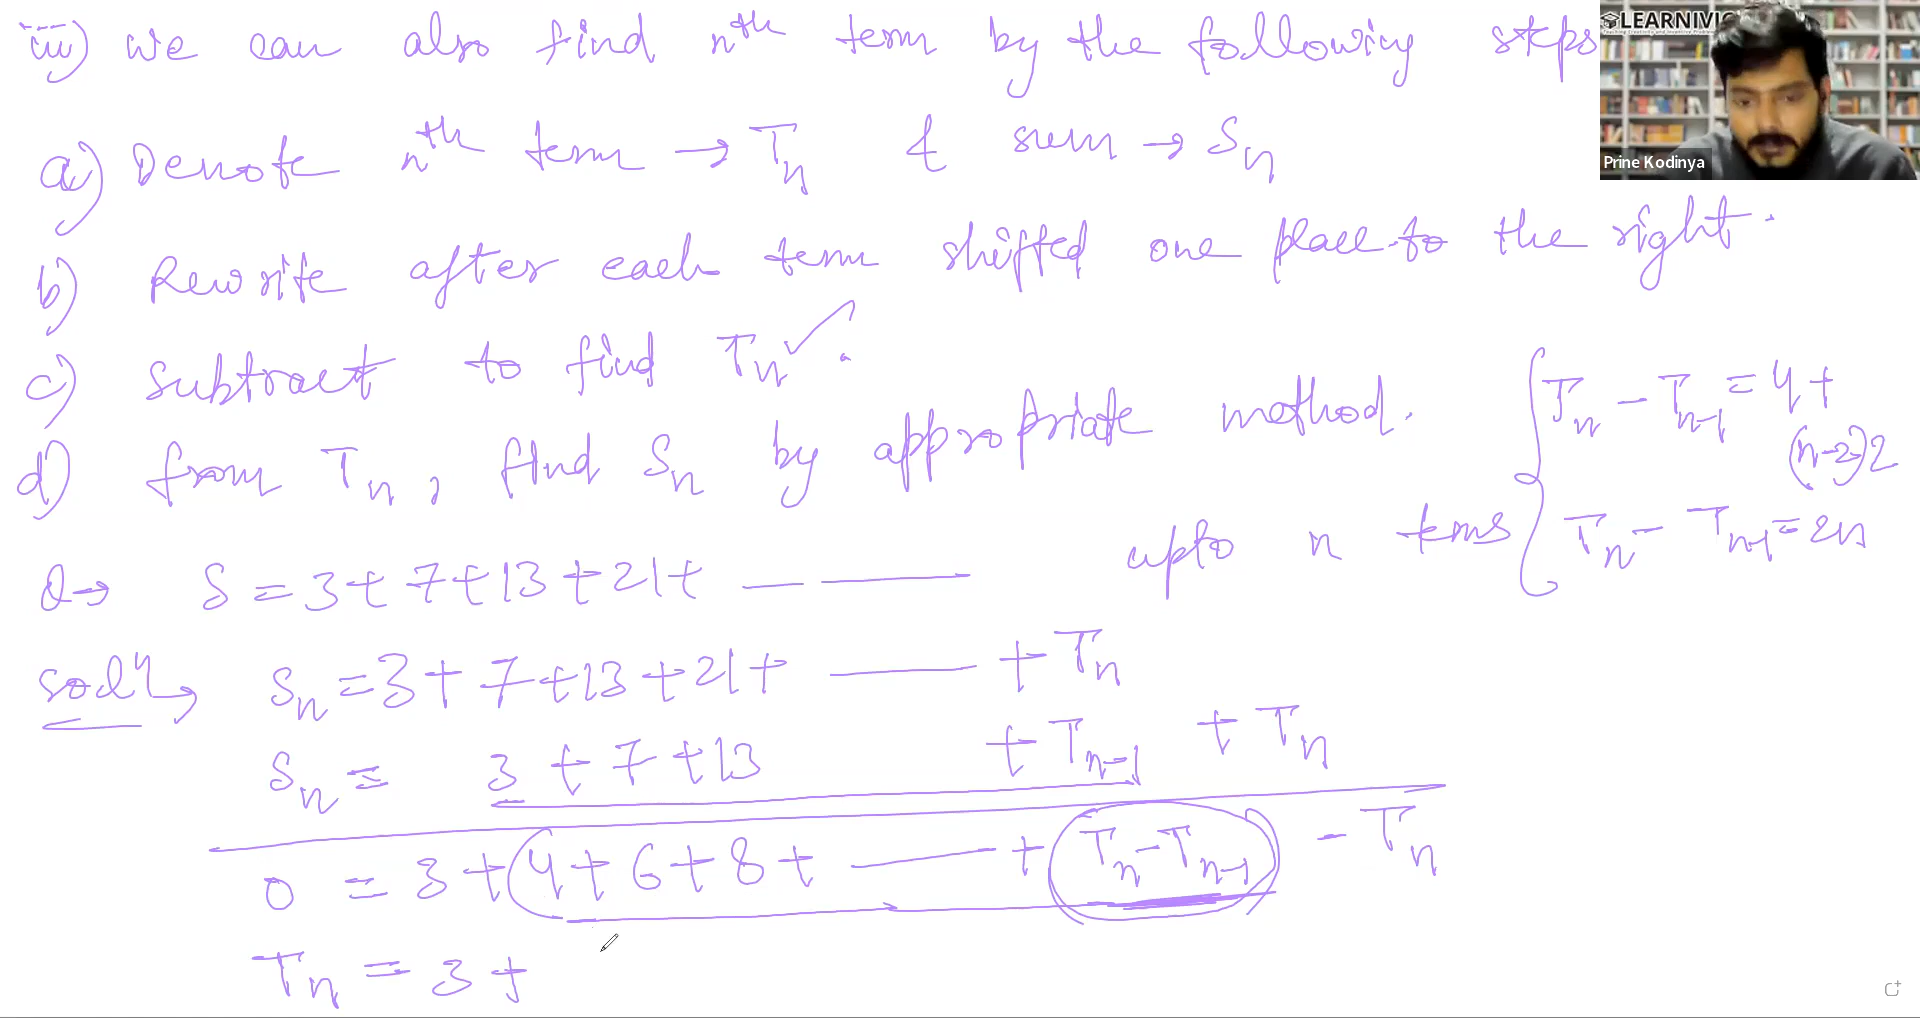 iii) We can also find nth term by the following steps
LEARNIVI
Prine Kodinya
a) Denote nth term → Tn & sum → Sn
b) Rewrite after each term shifted one place to the right.
c) Subtract to find Tn ✓.
d) from Tn, find Sn by appropriate method.
Tn - Tn-1 = 4 +
(n-2)2
Tn - Tn-1 = 2n
Q→ S = 3 + 7 + 13 + 21 + —— upto n terms
soln→ Sn = 3 + 7 + 13 + 21 + —— + Tn
Sn = 3 + 7 + 13 + Tn-1 + Tn
0 = 3 + 4 + 6 + 8 + —— + Tn - Tn-1 - Tn
Tn = 3 +